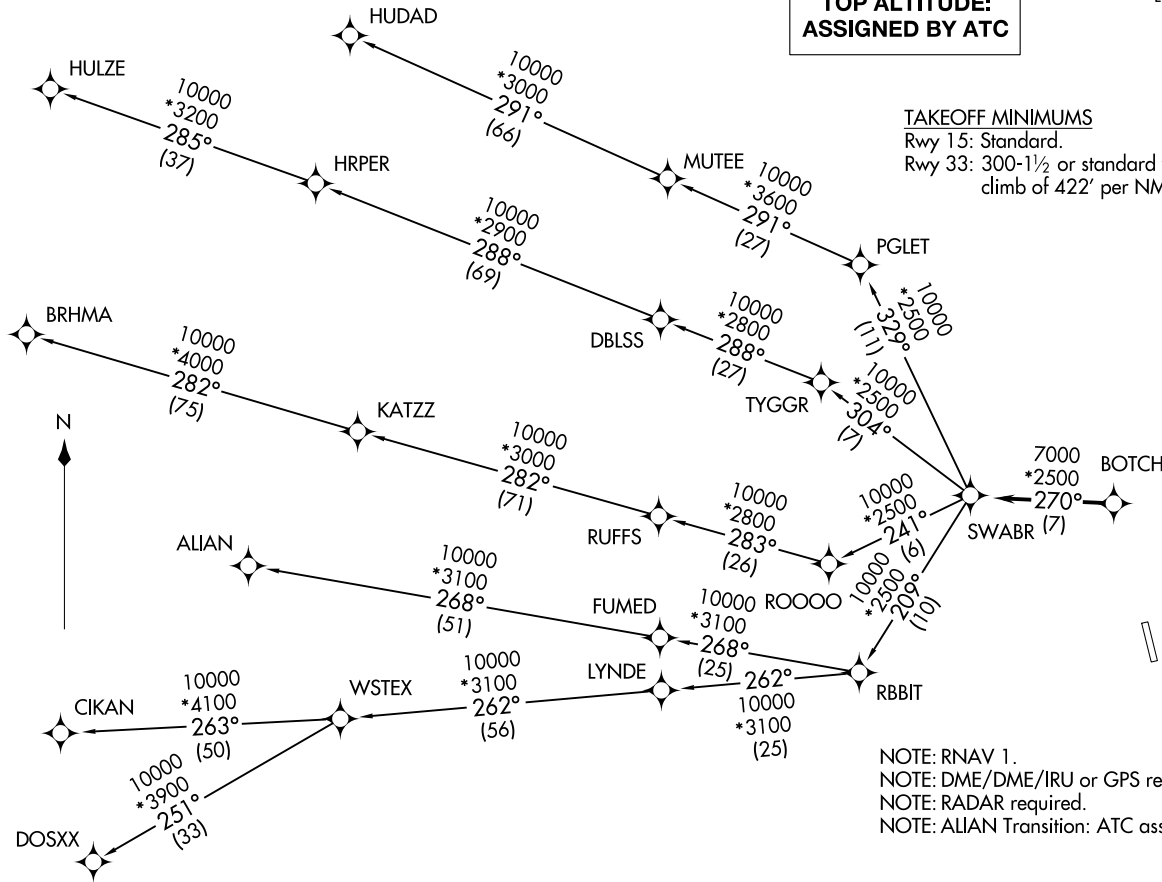 TOP ALTITUDE:
ASSIGNED BY ATC
HUDAD
HULZE
10000
*3000
291°
(66)
10000
*3200
285°
(37)
TAKEOFF MINIMUMS
Rwy 15: Standard.
Rwy 33: 300-1½ or standard
climb of 422' per NM
MUTEE
HRPER
10000
*3600
291°
(27)
10000
*2900
288°
(69)
PGLET
BRHMA
10000
*2500
329°
(11)
10000
*2800
288°
(27)
DBLSS
10000
*4000
282°
(75)
TYGGR
10000
*2500
304°
(7)
N
KATZZ
10000
*3000
282°
(71)
7000
*2500
270°
(7)
BOTCH
SWABR
10000
*2800
283°
(26)
10000
*2500
241°
(6)
RUFFS
ALIAN
10000
*3100
268°
(51)
ROOOO
10000
*2500
209°
(10)
FUMED
10000
*3100
268°
(25)
LYNDE
262°
10000
*3100
(25)
RBBIT
WSTEX
10000
*3100
262°
(56)
CIKAN
10000
*4100
263°
(50)
10000
*3900
251°
(33)
DOSXX
NOTE: RNAV 1.
NOTE: DME/DME/IRU or GPS re
NOTE: RADAR required.
NOTE: ALIAN Transition: ATC ass